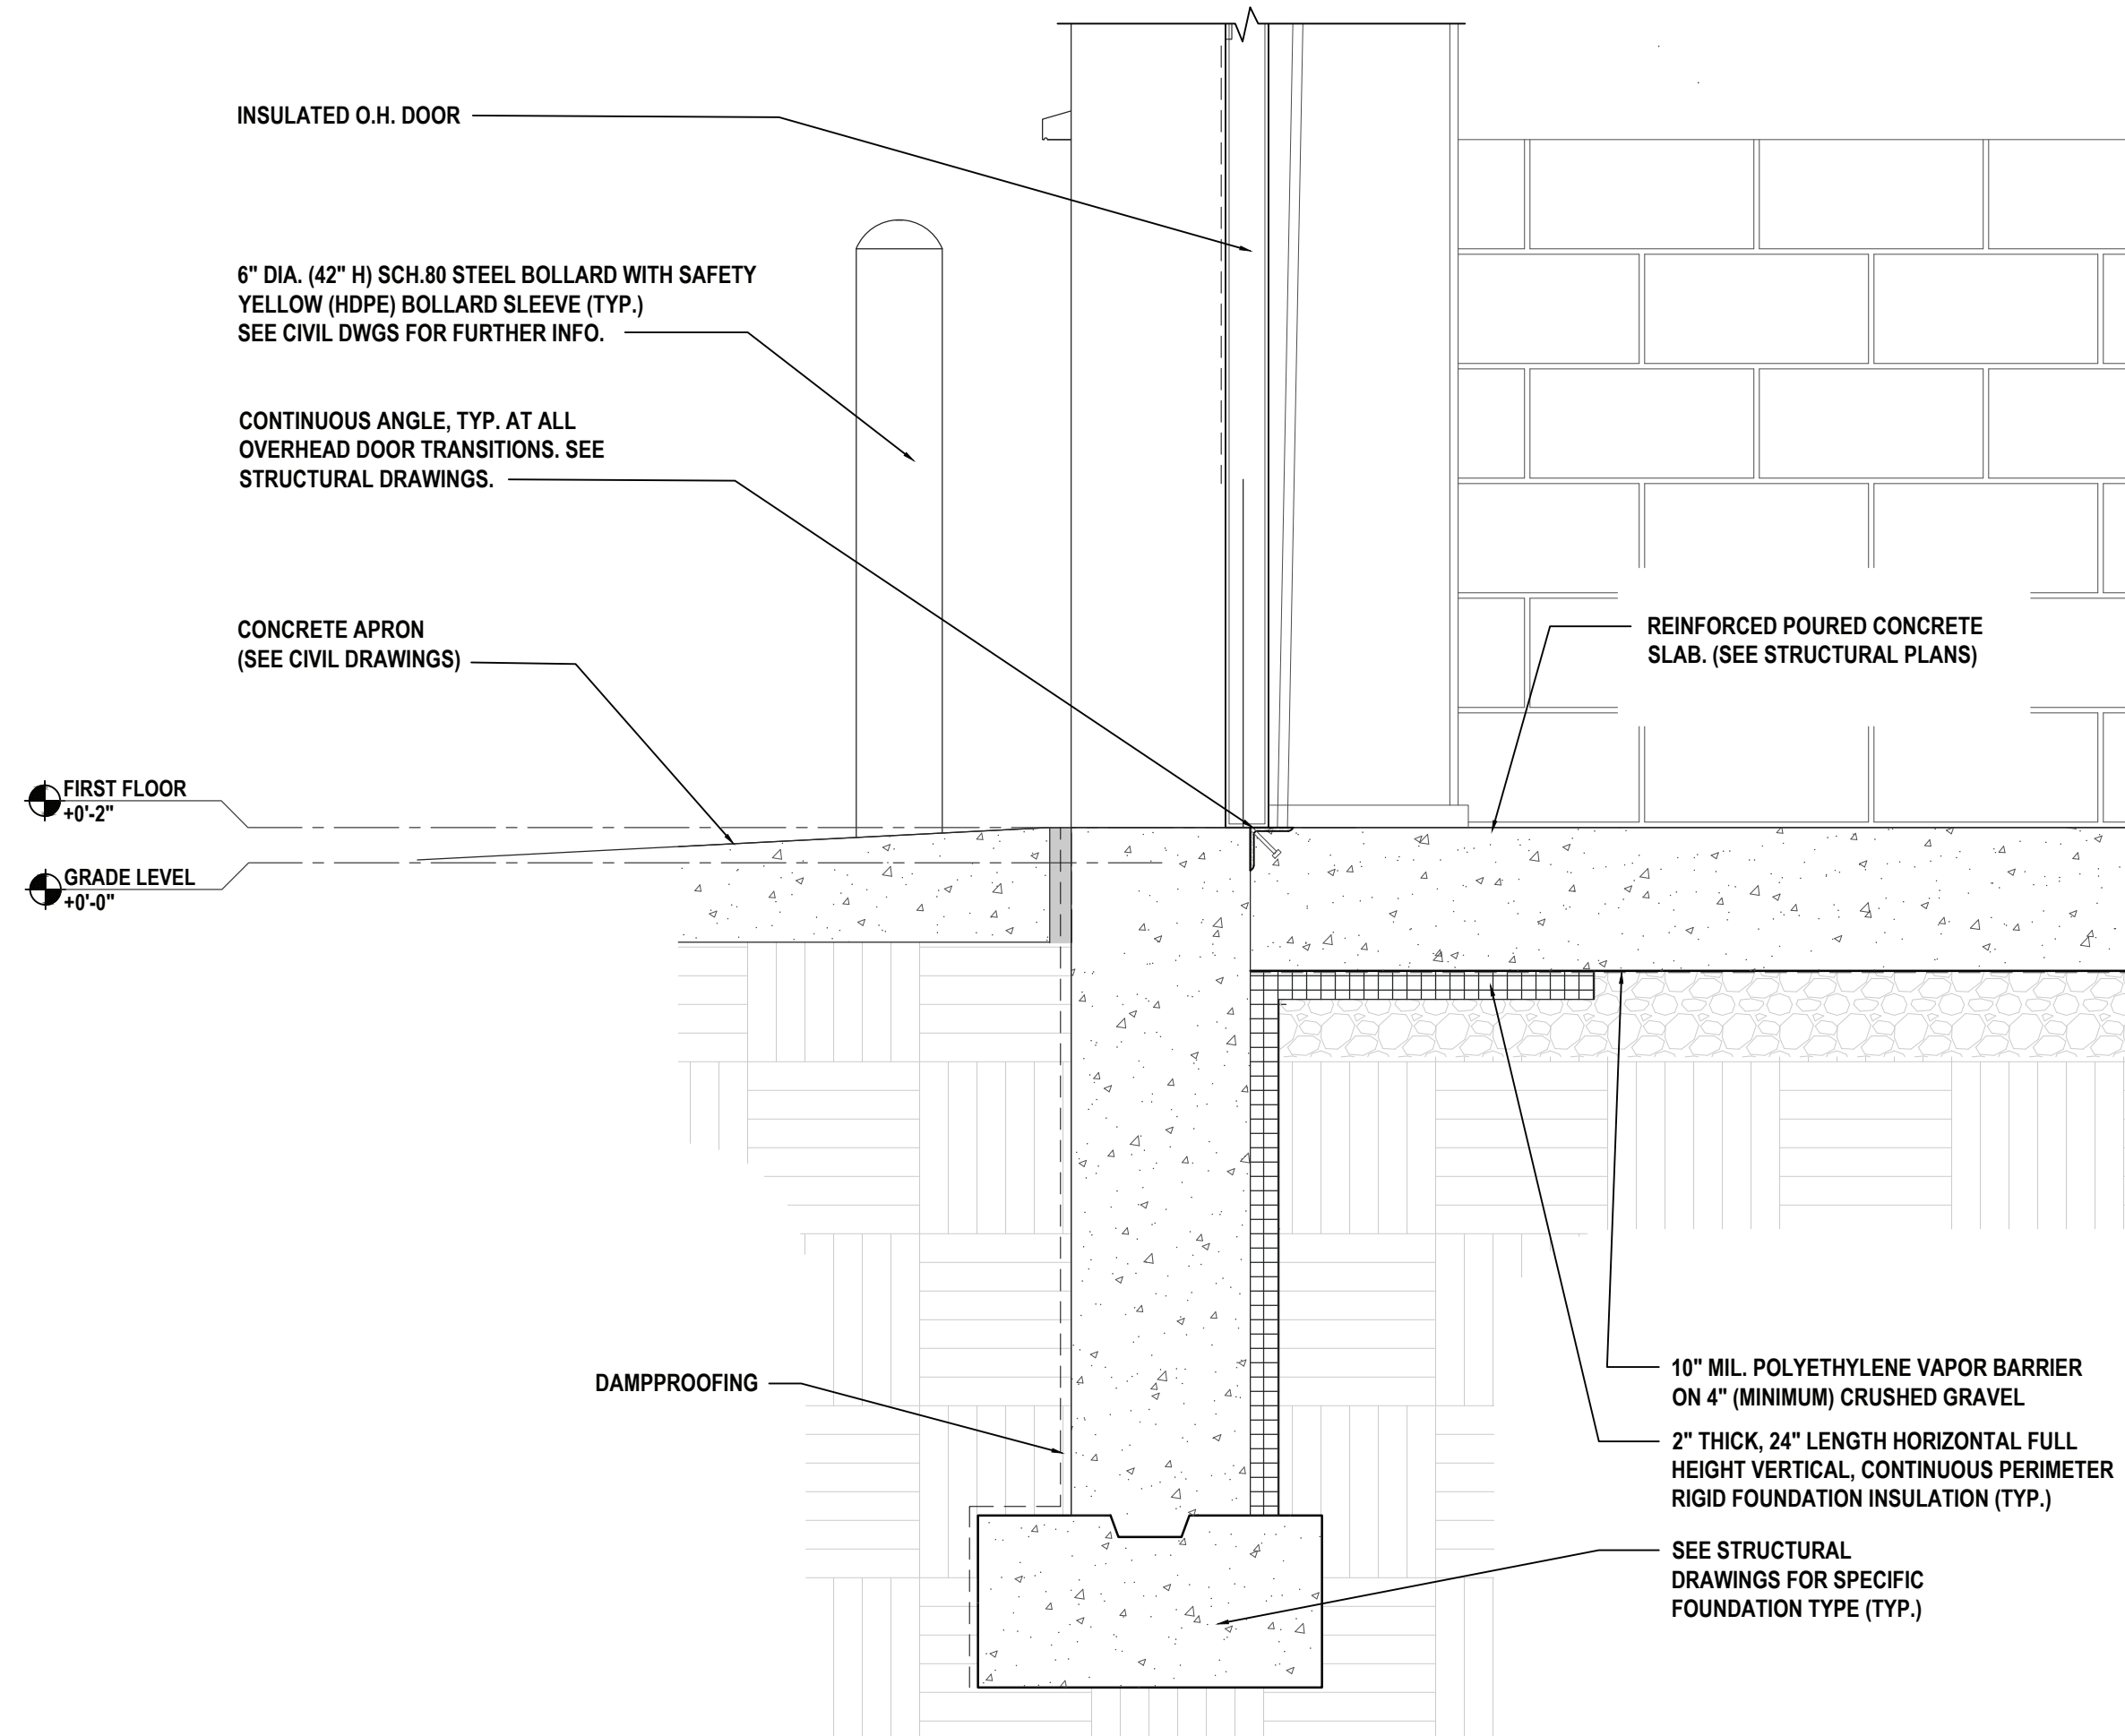 INSULATED O.H. DOOR
6" DIA. (42" H) SCH.80 STEEL BOLLARD WITH SAFETY
YELLOW (HDPE) BOLLARD SLEEVE (TYP.)
SEE CIVIL DWGS FOR FURTHER INFO.
CONTINUOUS ANGLE, TYP. AT ALL
OVERHEAD DOOR TRANSITIONS. SEE
STRUCTURAL DRAWINGS.
CONCRETE APRON
(SEE CIVIL DRAWINGS)
REINFORCED POURED CONCRETE
SLAB. (SEE STRUCTURAL PLANS)
FIRST FLOOR
+0'-2"
GRADE LEVEL
+0'-0"
DAMPPROOFING
10" MIL. POLYETHYLENE VAPOR BARRIER
ON 4" (MINIMUM) CRUSHED GRAVEL
2" THICK, 24" LENGTH HORIZONTAL FULL
HEIGHT VERTICAL, CONTINUOUS PERIMETER
RIGID FOUNDATION INSULATION (TYP.)
SEE STRUCTURAL
DRAWINGS FOR SPECIFIC
FOUNDATION TYPE (TYP.)